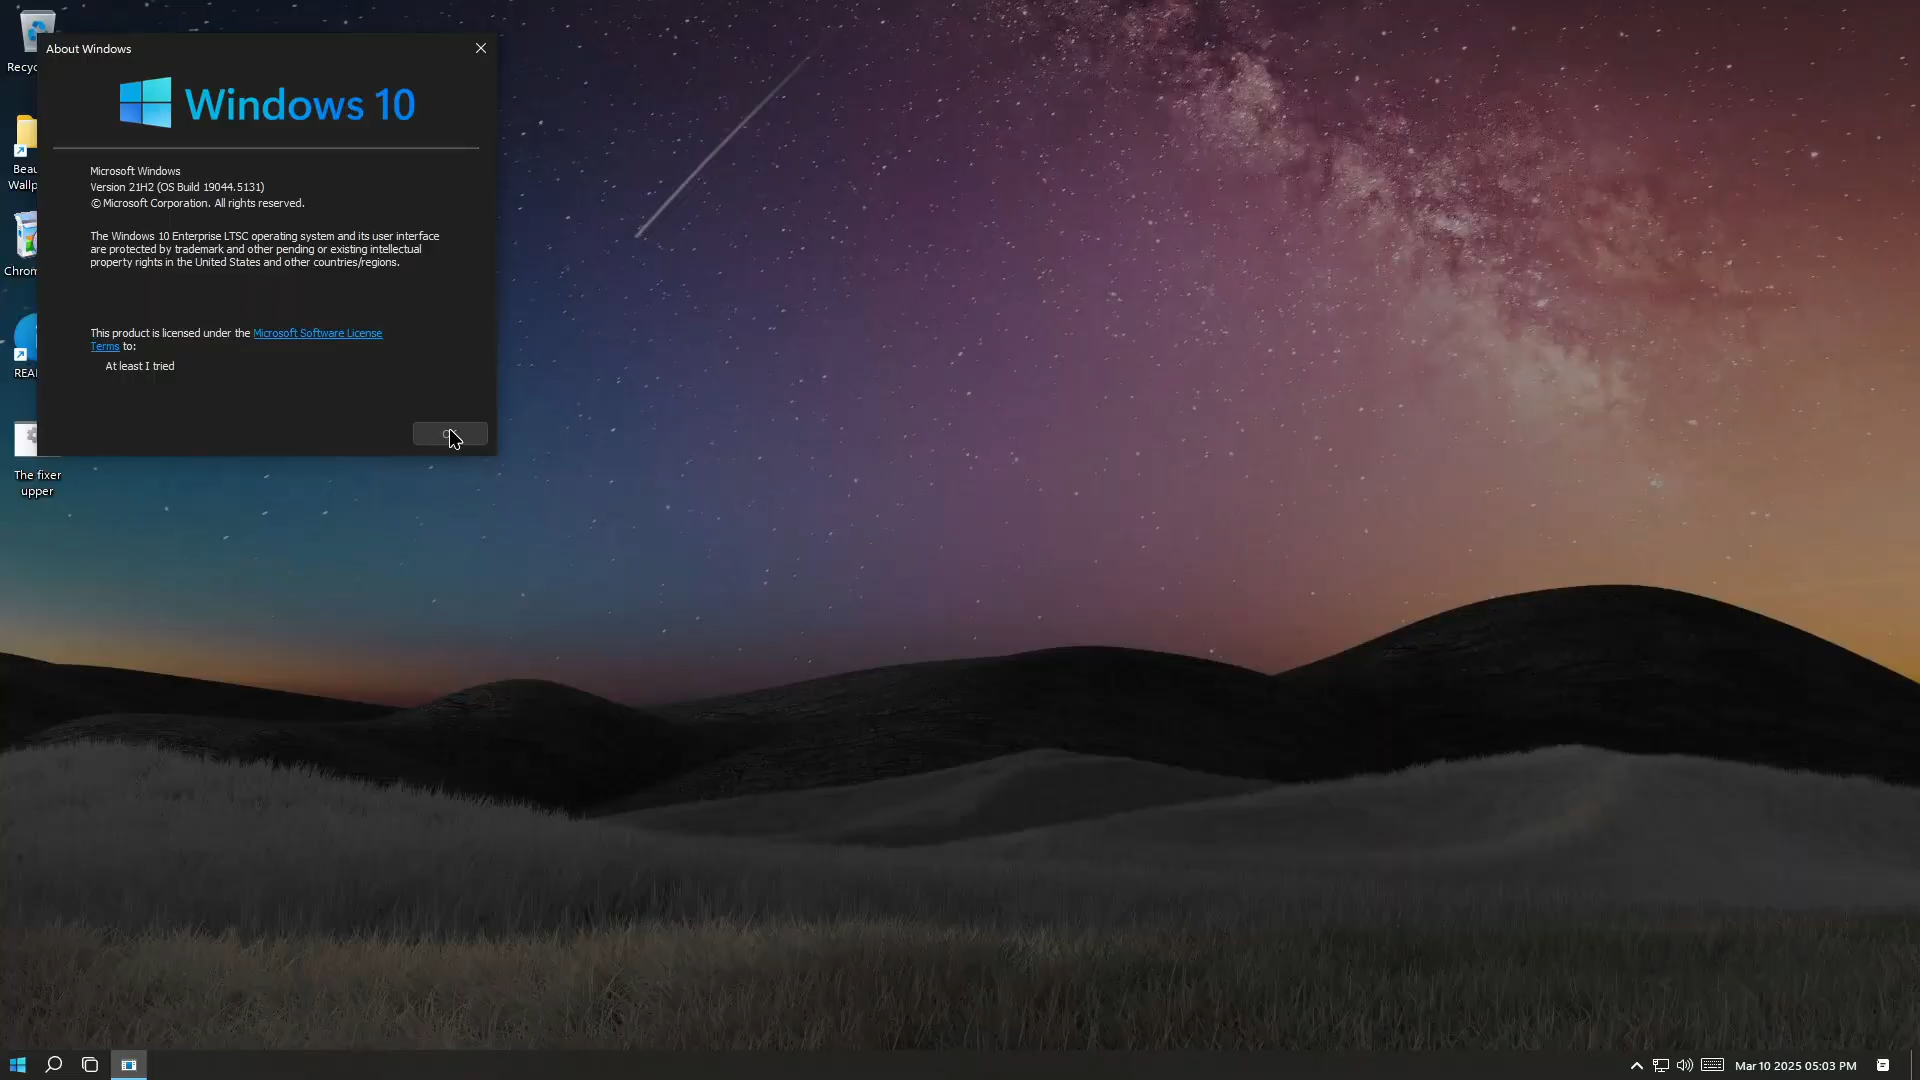 About Windows
Windows 10
Microsoft Windows
Version 21H2 (OS Build 19044.5131)
© Microsoft Corporation. All rights reserved.
The Windows 10 Enterprise LTSC operating system and its user interface
are protected by trademark and other pending or existing intellectual
property rights in the United States and other countries/regions.
This product is licensed under the Microsoft Software License
Terms to:
At least I tried
Recyc
Beau
Wallp
Chrom
REA
The fixer
upper
Mar 10 2025 05:03 PM